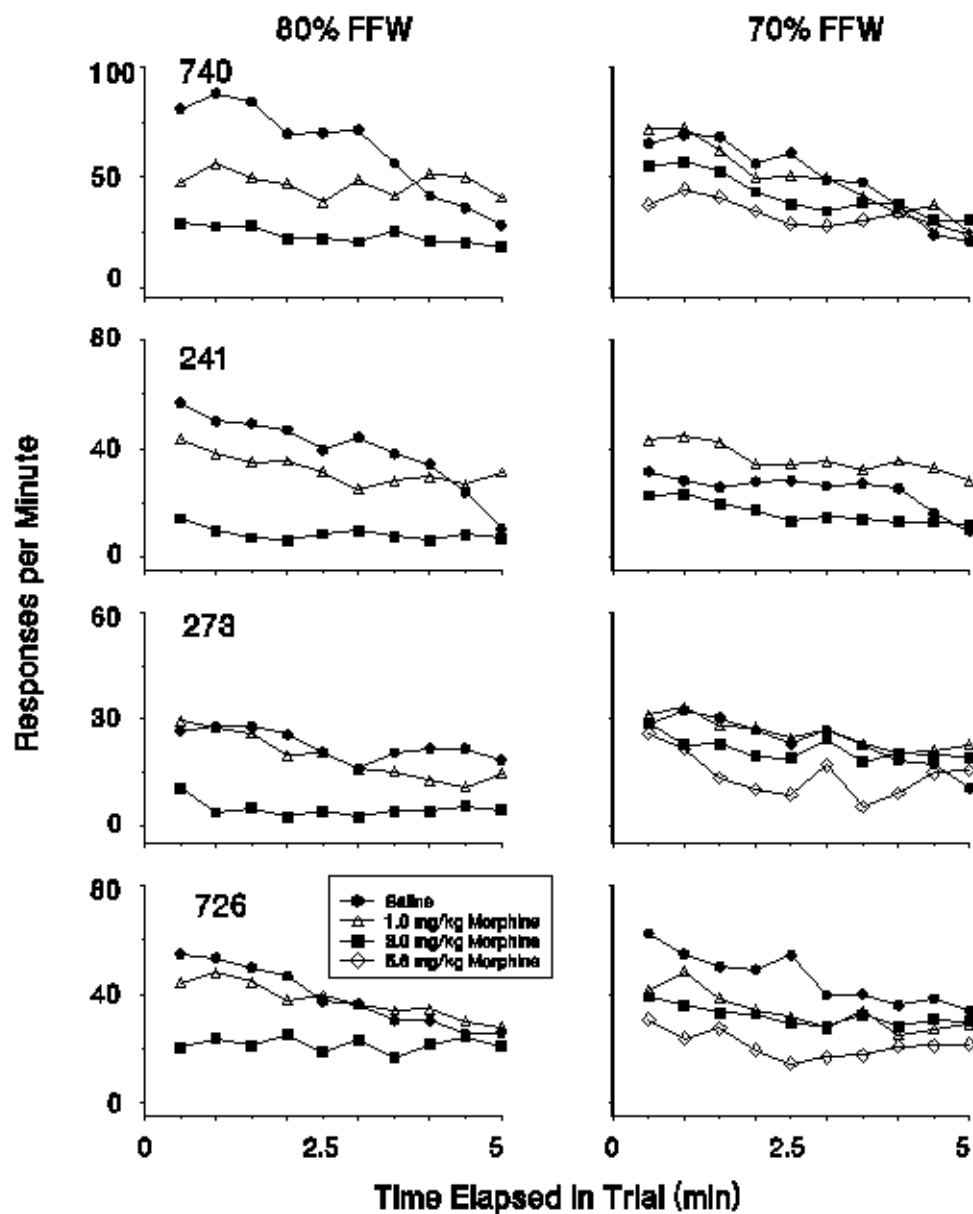 80% FFW
70% FFW
100
740
50
0
80
241
40
0
60
273
30
0
80
726
Saline
1.0 mg/kg Morphine
3.0 mg/kg Morphine
5.6 mg/kg Morphine
40
0
0
2.5
5
0
2.5
5
Responses per Minute
Time Elapsed in Trial (min)